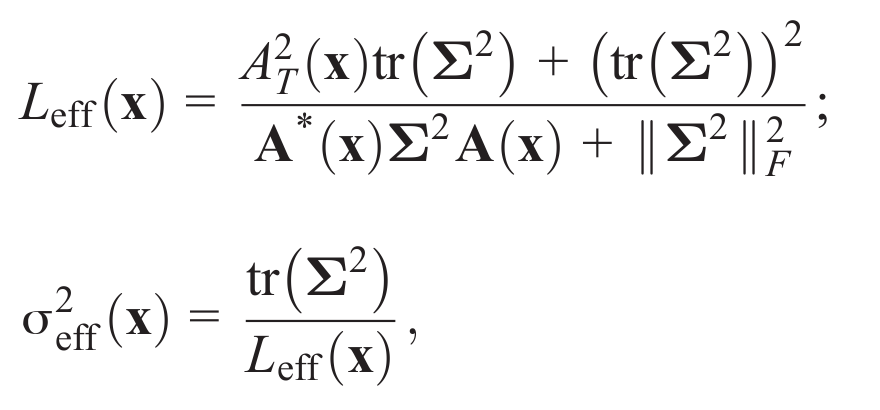 L_eff(𝐱) = (A_T^2(𝐱)tr(𝚺^2) + (tr(𝚺^2))^2) / (𝐀^*(𝐱)𝚺^2 𝐀(𝐱) + ‖𝚺^2‖_F^2) ;
σ_eff^2(𝐱) = tr(𝚺^2) / L_eff(𝐱) ,